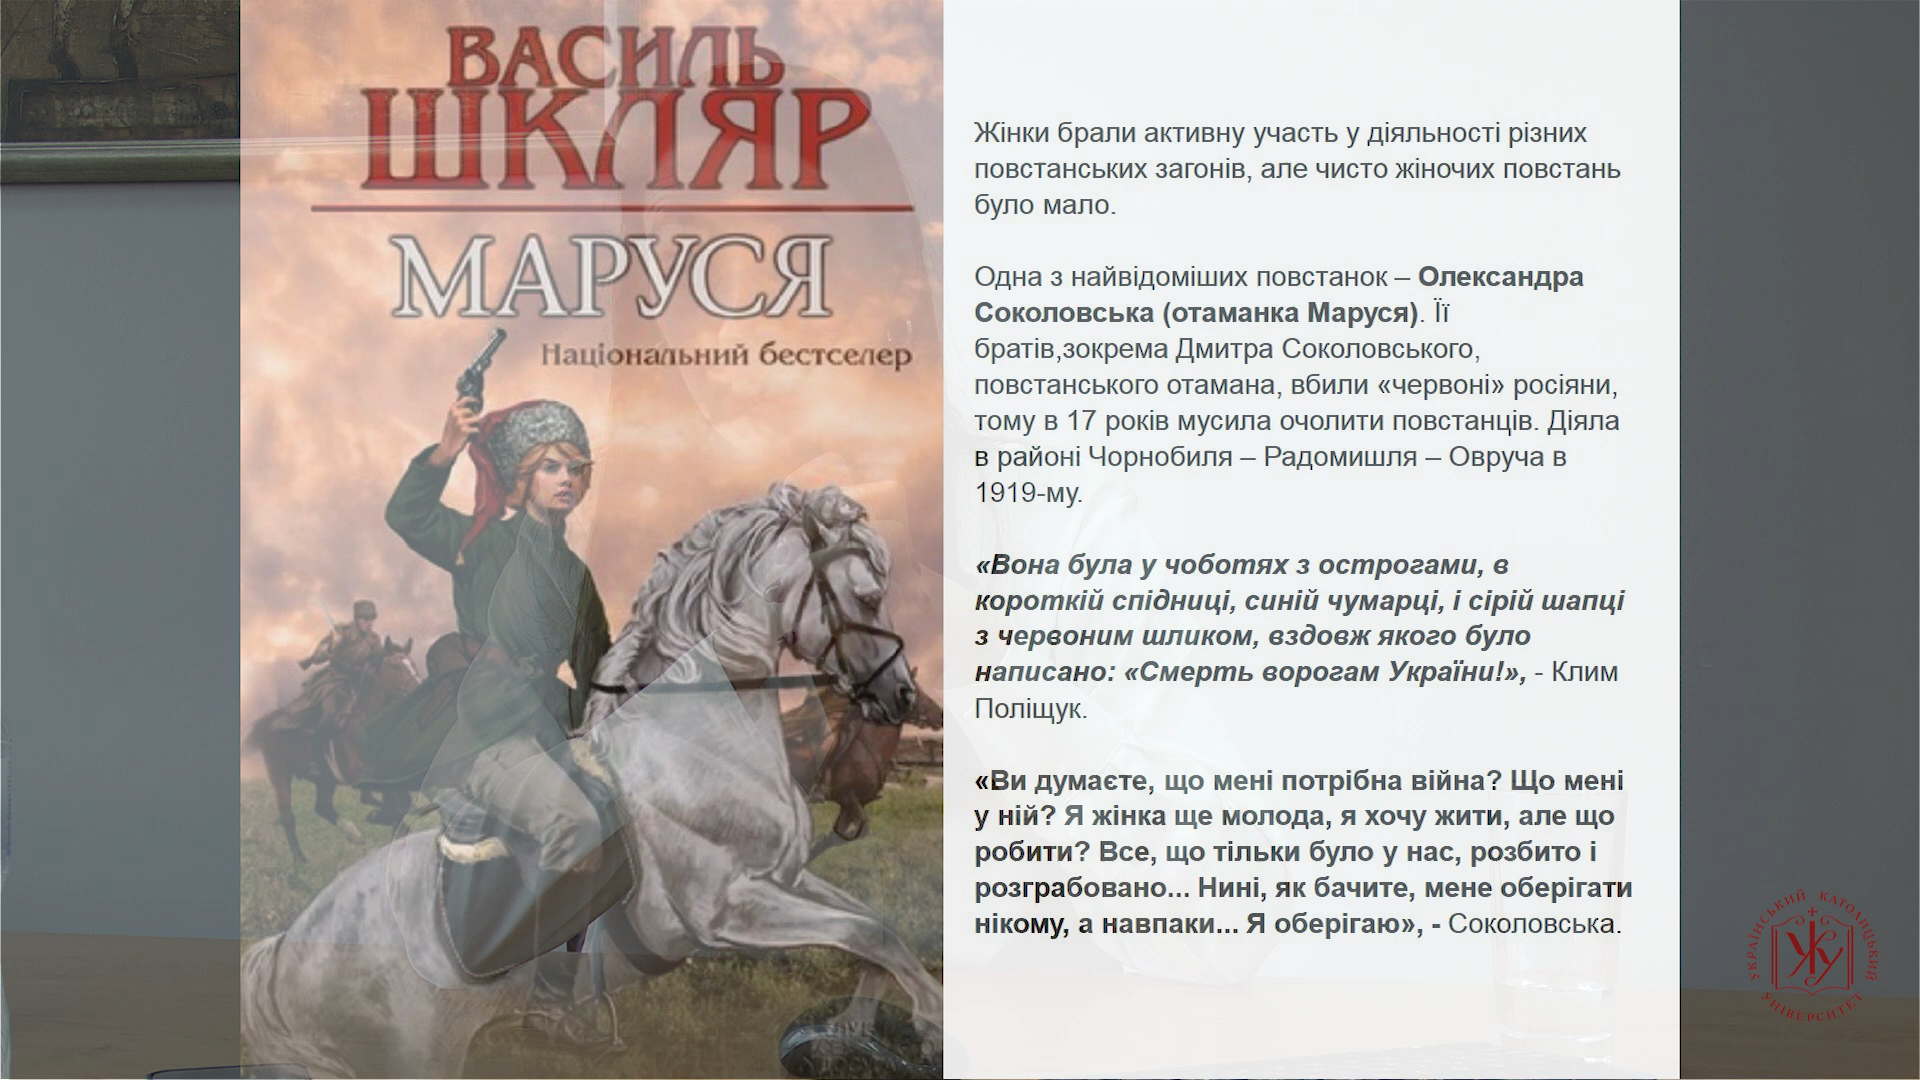 ВАСИЛЬ
ШКЛЯР
МАРУСЯ
Національний бестселер
Жінки брали активну участь у діяльності різних
повстанських загонів, але чисто жіночих повстань
було мало.
Одна з найвідоміших повстанок – Олександра
Соколовська (отаманка Маруся). Її
братів,зокрема Дмитра Соколовського,
повстанського отамана, вбили «червоні» росіяни,
тому в 17 років мусила очолити повстанців. Діяла
в районі Чорнобиля – Радомишля – Овруча в
1919-му.
«Вона була у чоботях з острогами, в
короткій спідниці, синій чумарці, і сірій шапці
з червоним шликом, вздовж якого було
написано: «Смерть ворогам України!», - Клим
Поліщук.
«Ви думаєте, що мені потрібна війна? Що мені
у ній? Я жінка ще молода, я хочу жити, але що
робити? Все, що тільки було у нас, розбито і
розграбовано... Нині, як бачите, мене оберігати
нікому, а навпаки... Я оберігаю», - Соколовська.
УКРАЇНСЬКИЙ КАТОЛИЦЬКИЙ
УНІВЕРСИТЕТ